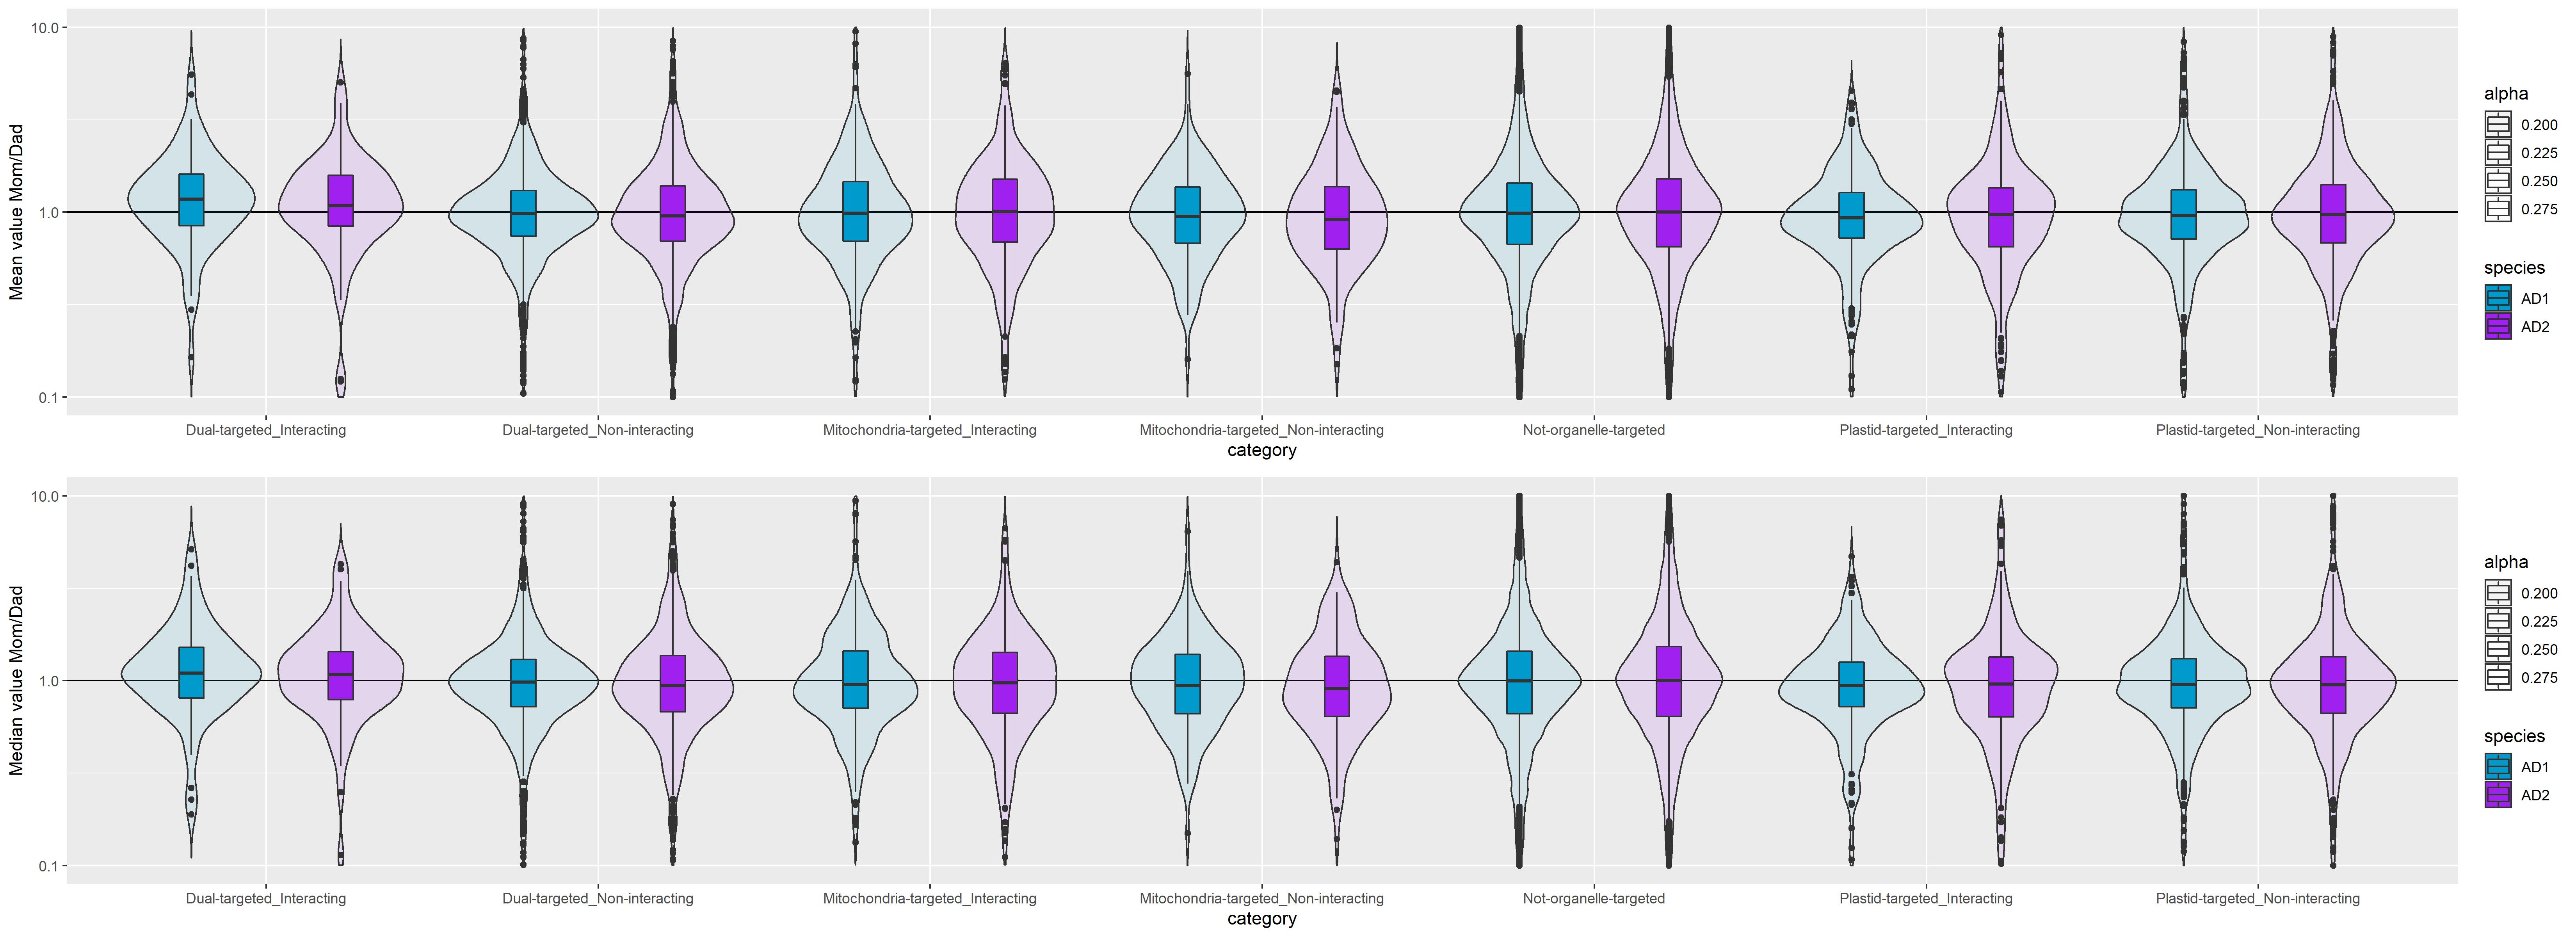 Mean value Mom/Dad
10.0
1.0
0.1
Dual-targeted_Interacting
Dual-targeted_Non-interacting
Mitochondria-targeted_Interacting
Mitochondria-targeted_Non-interacting
Not-organelle-targeted
Plastid-targeted_Interacting
Plastid-targeted_Non-interacting
category
alpha
0.200
0.225
0.250
0.275
species
AD1
AD2
Median value Mom/Dad
10.0
1.0
0.1
Dual-targeted_Interacting
Dual-targeted_Non-interacting
Mitochondria-targeted_Interacting
Mitochondria-targeted_Non-interacting
Not-organelle-targeted
Plastid-targeted_Interacting
Plastid-targeted_Non-interacting
category
alpha
0.200
0.225
0.250
0.275
species
AD1
AD2